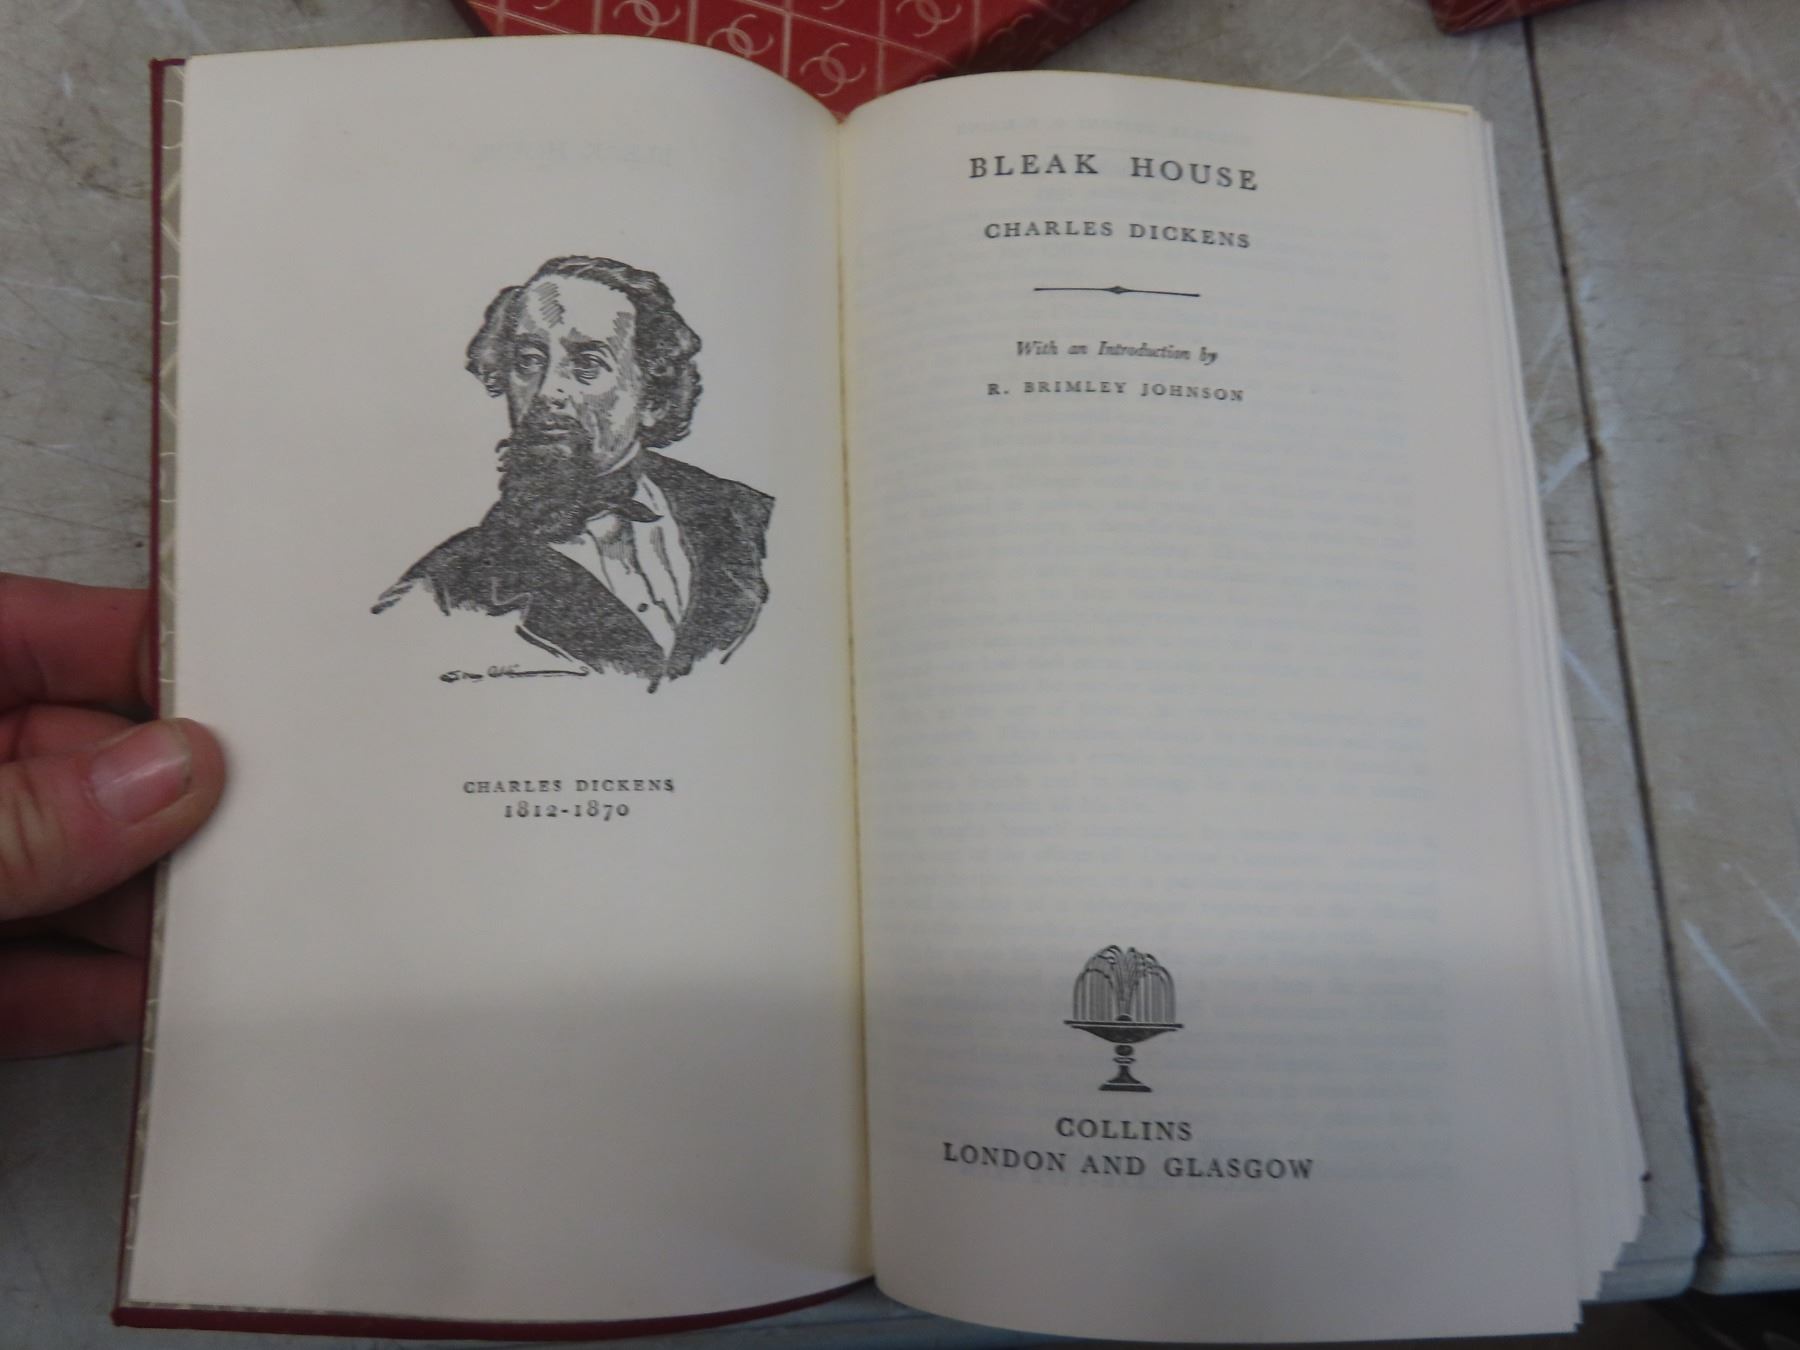 CHARLES DICKENS
1812-1870
BLEAK HOUSE
CHARLES DICKENS
With an Introduction by
R. BRIMLEY JOHNSON
COLLINS
LONDON AND GLASGOW